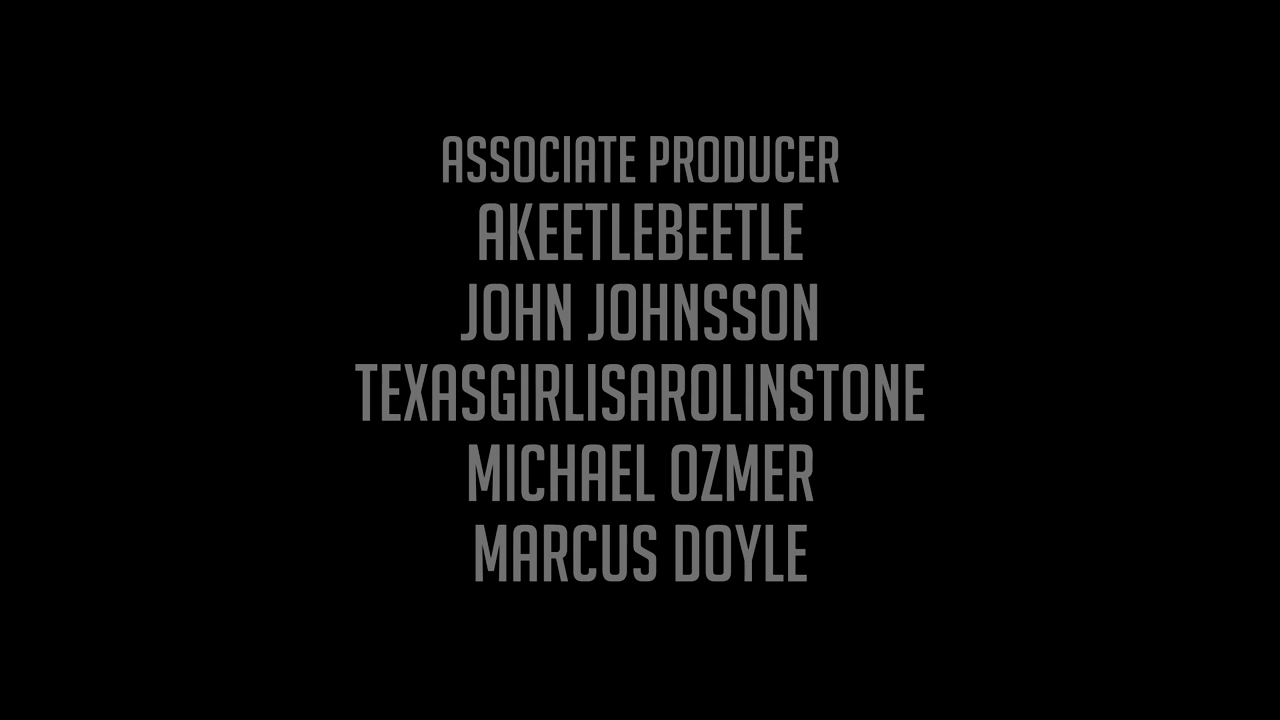 ASSOCIATE PRODUCER
AKEETLEBEETLE
JOHN JOHNSSON
TEXASGIRLISAROLINSTONE
MICHAEL OZMER
MARCUS DOYLE